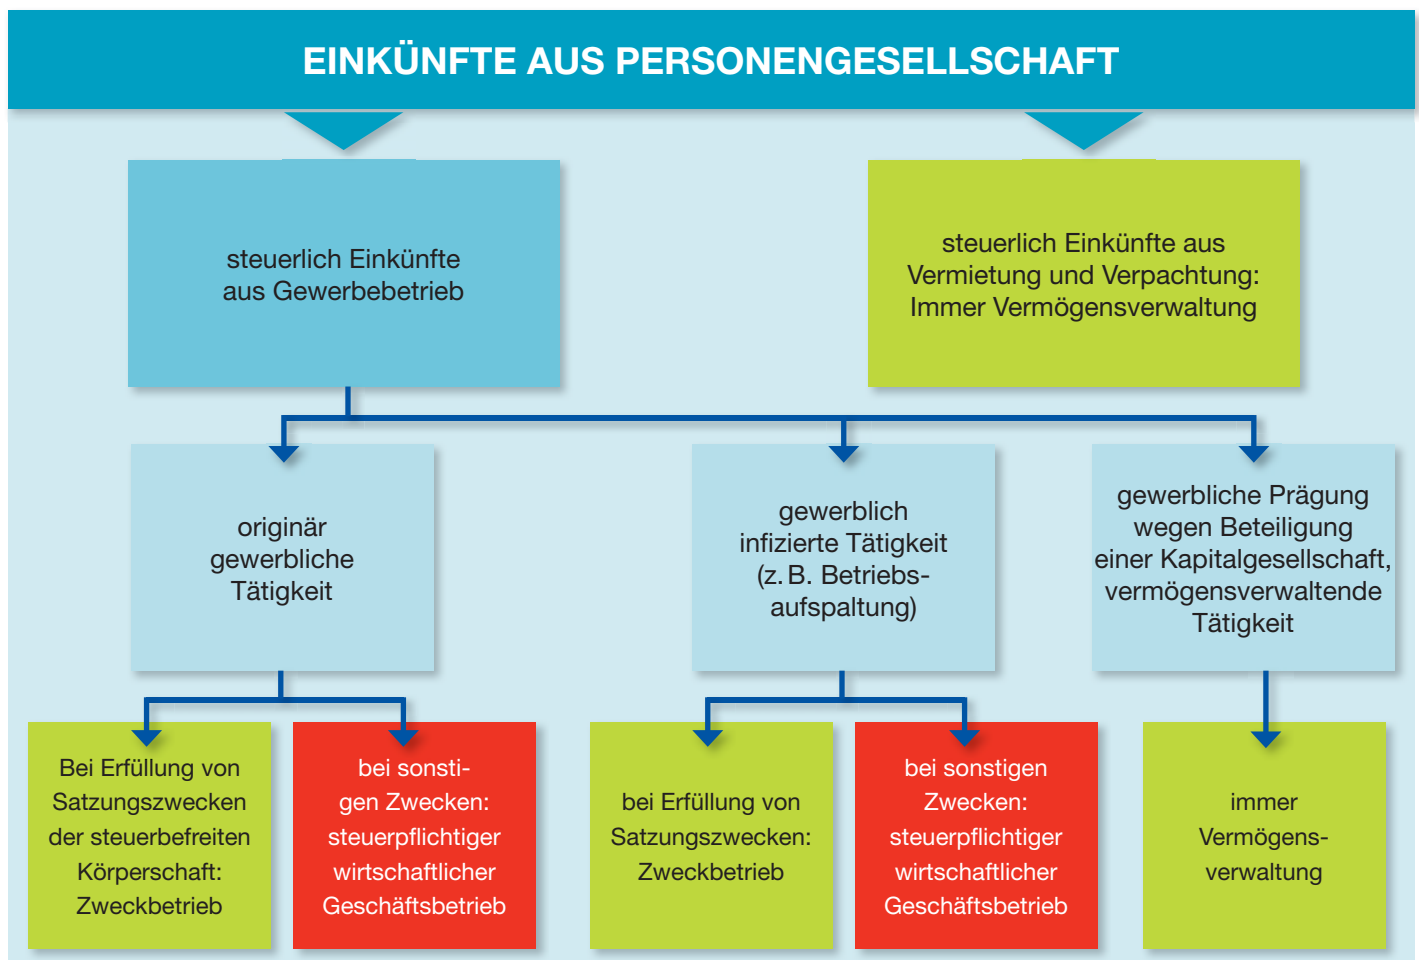 EINKÜNFTE AUS PERSONENGESELLSCHAFT
steuerlich Einkünfte
aus Gewerbebetrieb
steuerlich Einkünfte aus
Vermietung und Verpachtung:
Immer Vermögensverwaltung
originär
gewerbliche
Tätigkeit
gewerblich
infizierte Tätigkeit
(z. B. Betriebs-
aufspaltung)
gewerbliche Prägung
wegen Beteiligung
einer Kapitalgesellschaft,
vermögensverwaltende
Tätigkeit
Bei Erfüllung von
Satzungszwecken
der steuerbefreiten
Körperschaft:
Zweckbetrieb
bei sonsti-
gen Zwecken:
steuerpflichtiger
wirtschaftlicher
Geschäftsbetrieb
bei Erfüllung von
Satzungszwecken:
Zweckbetrieb
bei sonstigen
Zwecken:
steuerpflichtiger
wirtschaftlicher
Geschäftsbetrieb
immer
Vermögens-
verwaltung